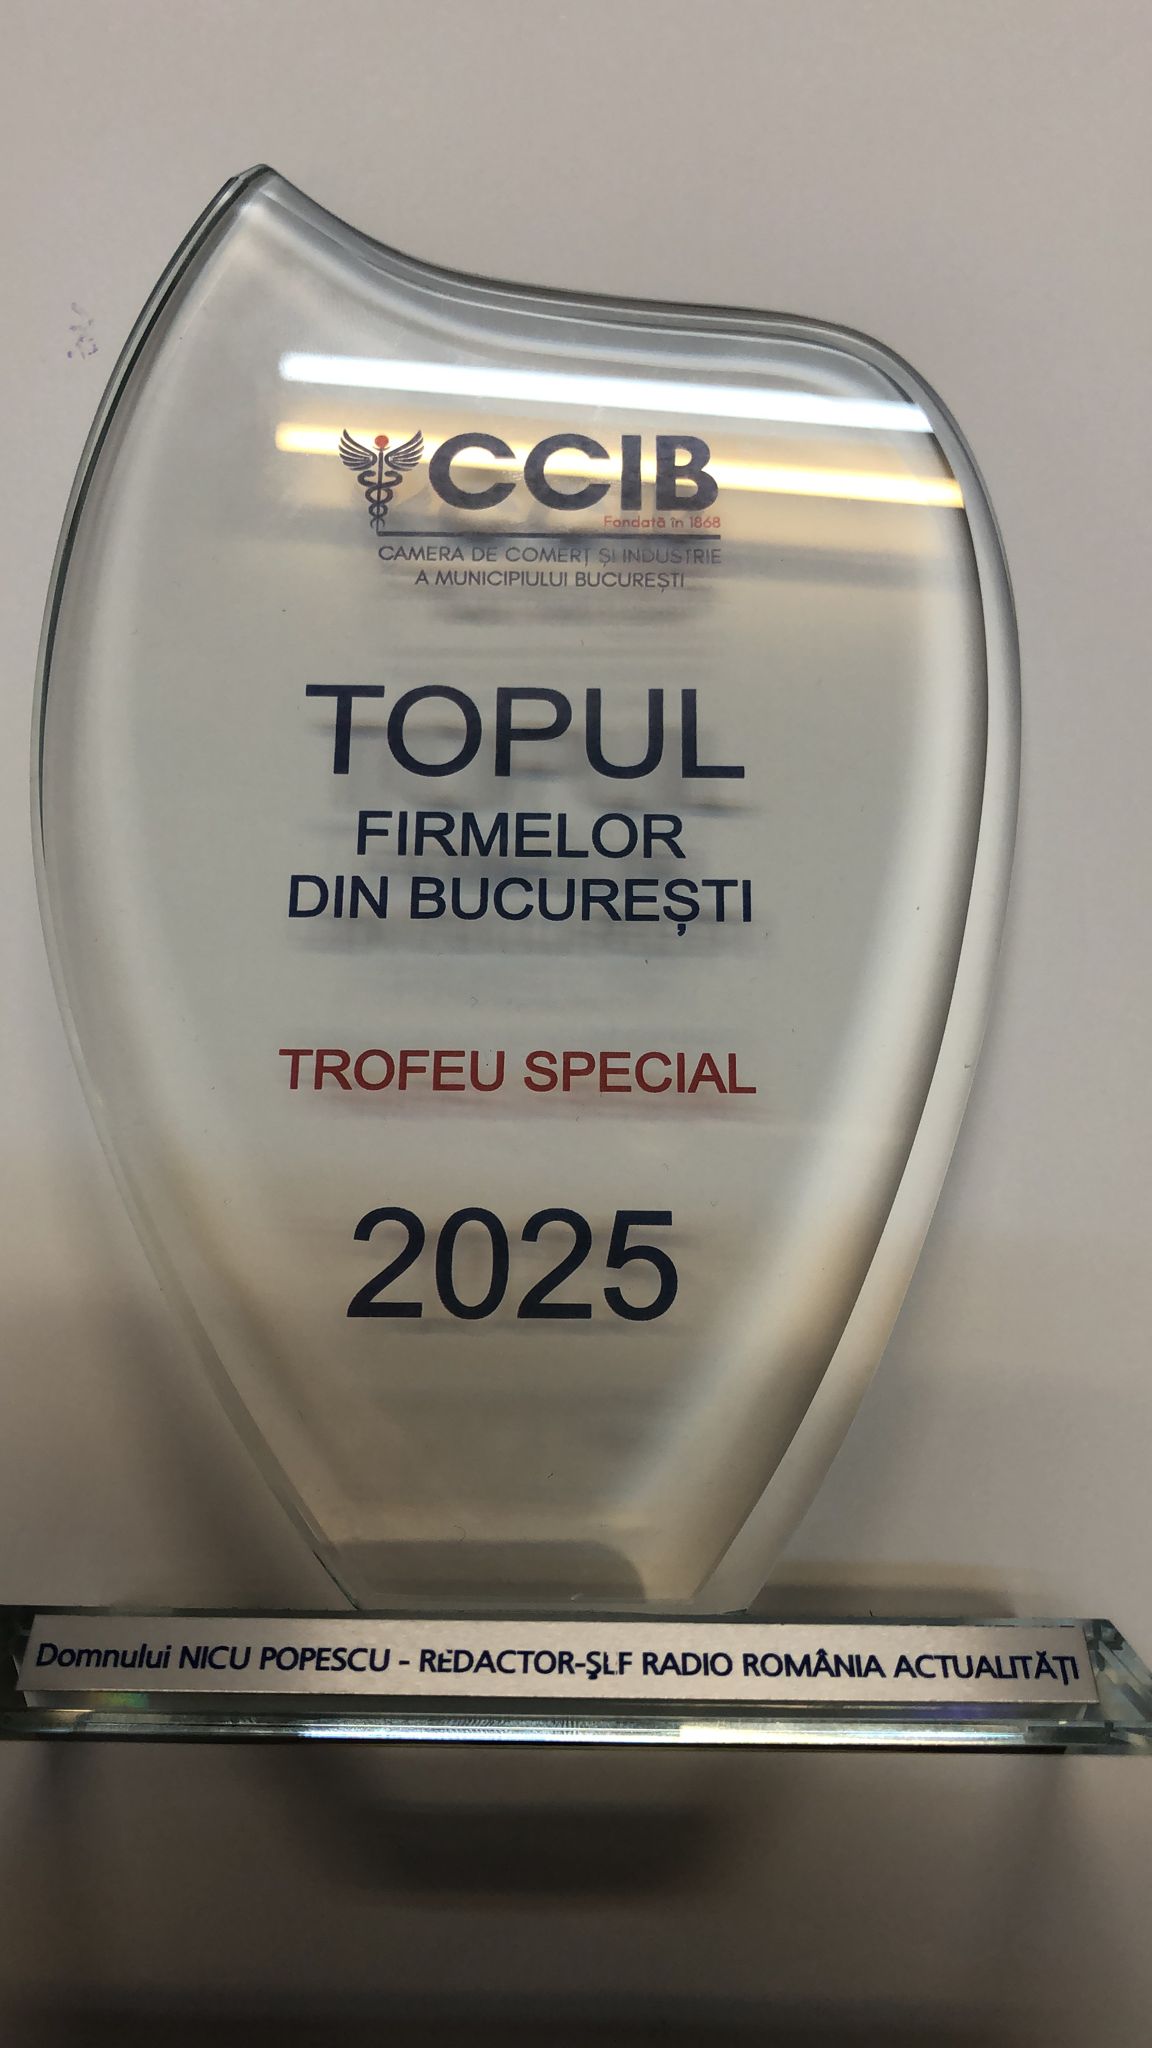 CCIB
Fondată în 1868
CAMERA DE COMERȚ ȘI INDUSTRIE
A MUNICIPIULUI BUCUREȘTI
TOPUL
FIRMELOR
DIN BUCUREȘTI
TROFEU SPECIAL
2025
Domnului NICU POPESCU - REDACTOR-ŞEF RADIO ROMÂNIA ACTUALITĂȚI